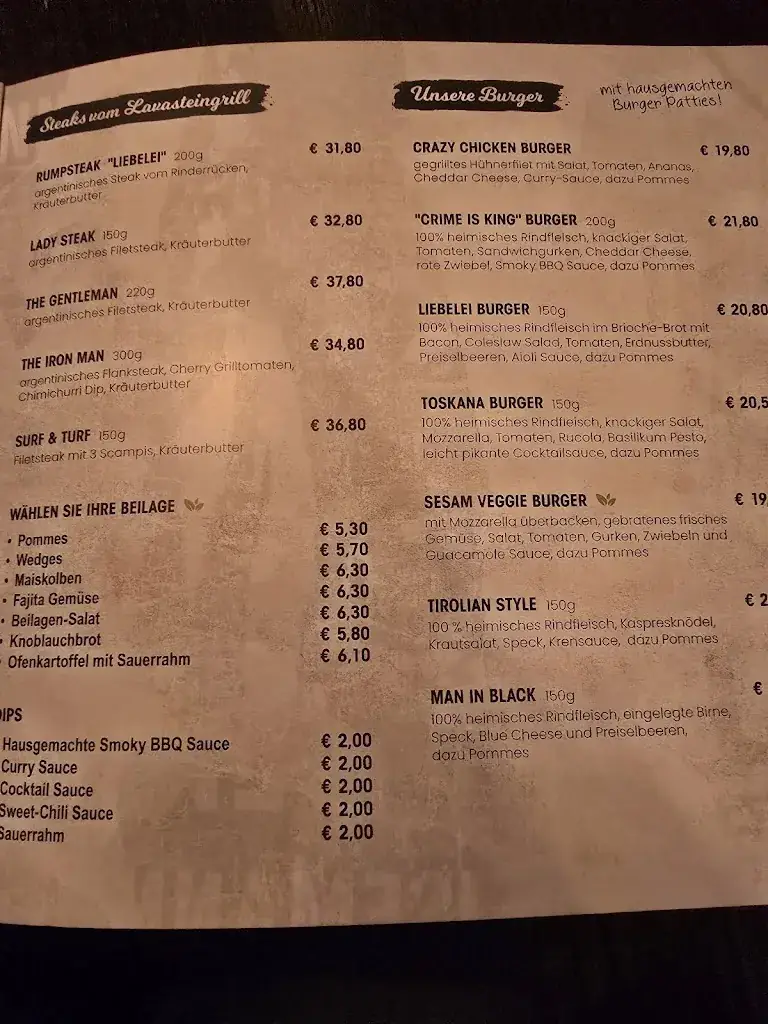 Steaks vom Lavasteingrill
RUMPSTEAK "LIEBELEI" 200g € 31,80
argentinisches Steak vom Rinderrücken,
Kräuterbutter
LADY STEAK 150g € 32,80
argentinisches Filetsteak, Kräuterbutter
THE GENTLEMAN 220g € 37,80
argentinisches Filetsteak, Kräuterbutter
THE IRON MAN 300g € 34,80
argentinisches Flanksteak, Cherry Grilltomaten,
Chimichurri Dip, Kräuterbutter
SURF & TURF 150g € 36,80
Filetsteak mit 3 Scampis, Kräuterbutter
WÄHLEN SIE IHRE BEILAGE
• Pommes € 5,30
• Wedges € 5,70
• Maiskolben € 6,30
• Fajita Gemüse € 6,30
• Beilagen-Salat € 6,30
• Knoblauchbrot € 5,80
• Ofenkartoffel mit Sauerrahm € 6,10
DIPS
Hausgemachte Smoky BBQ Sauce € 2,00
Curry Sauce € 2,00
Cocktail Sauce € 2,00
Sweet-Chili Sauce € 2,00
Sauerrahm € 2,00
Unsere Burger
mit hausgemachten
Burger Patties!
CRAZY CHICKEN BURGER € 19,80
gegrilltes Hühnerfilet mit Salat, Tomaten, Ananas,
Cheddar Cheese, Curry-Sauce, dazu Pommes
"CRIME IS KING" BURGER 200g € 21,80
100% heimisches Rindfleisch, knackiger Salat,
Tomaten, Sandwichgurken, Cheddar Cheese,
rote Zwiebel, Smoky BBQ Sauce, dazu Pommes
LIEBELEI BURGER 150g € 20,80
100% heimisches Rindfleisch im Brioche-Brot mit
Bacon, Coleslaw Salad, Tomaten, Erdnussbutter,
Preiselbeeren, Aioli Sauce, dazu Pommes
TOSKANA BURGER 150g € 20,5
100% heimisches Rindfleisch, knackiger Salat,
Mozzarella, Tomaten, Rucola, Basilikum Pesto,
leicht pikante Cocktailsauce, dazu Pommes
SESAM VEGGIE BURGER € 19,
mit Mozzarella überbacken, gebratenes frisches
Gemüse, Salat, Tomaten, Gurken, Zwiebeln und
Guacamole Sauce, dazu Pommes
TIROLIAN STYLE 150g € 2
100 % heimisches Rindfleisch, Kaspresknödel,
Krautsalat, Speck, Krensauce, dazu Pommes
MAN IN BLACK 150g €
100% heimisches Rindfleisch, eingelegte Birne,
Speck, Blue Cheese und Preiselbeeren,
dazu Pommes